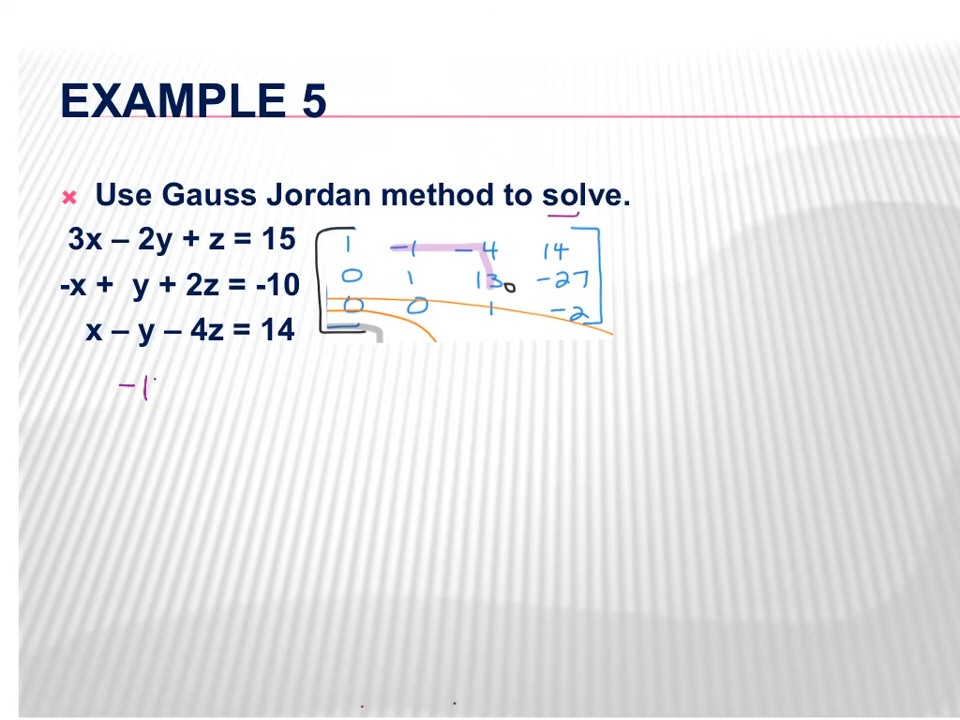 EXAMPLE 5
Use Gauss Jordan method to solve.
3x – 2y + z = 15
-x + y + 2z = -10
x – y – 4z = 14
1 -1 -4 14
0 1 13 -27
0 0 1 -2
-1